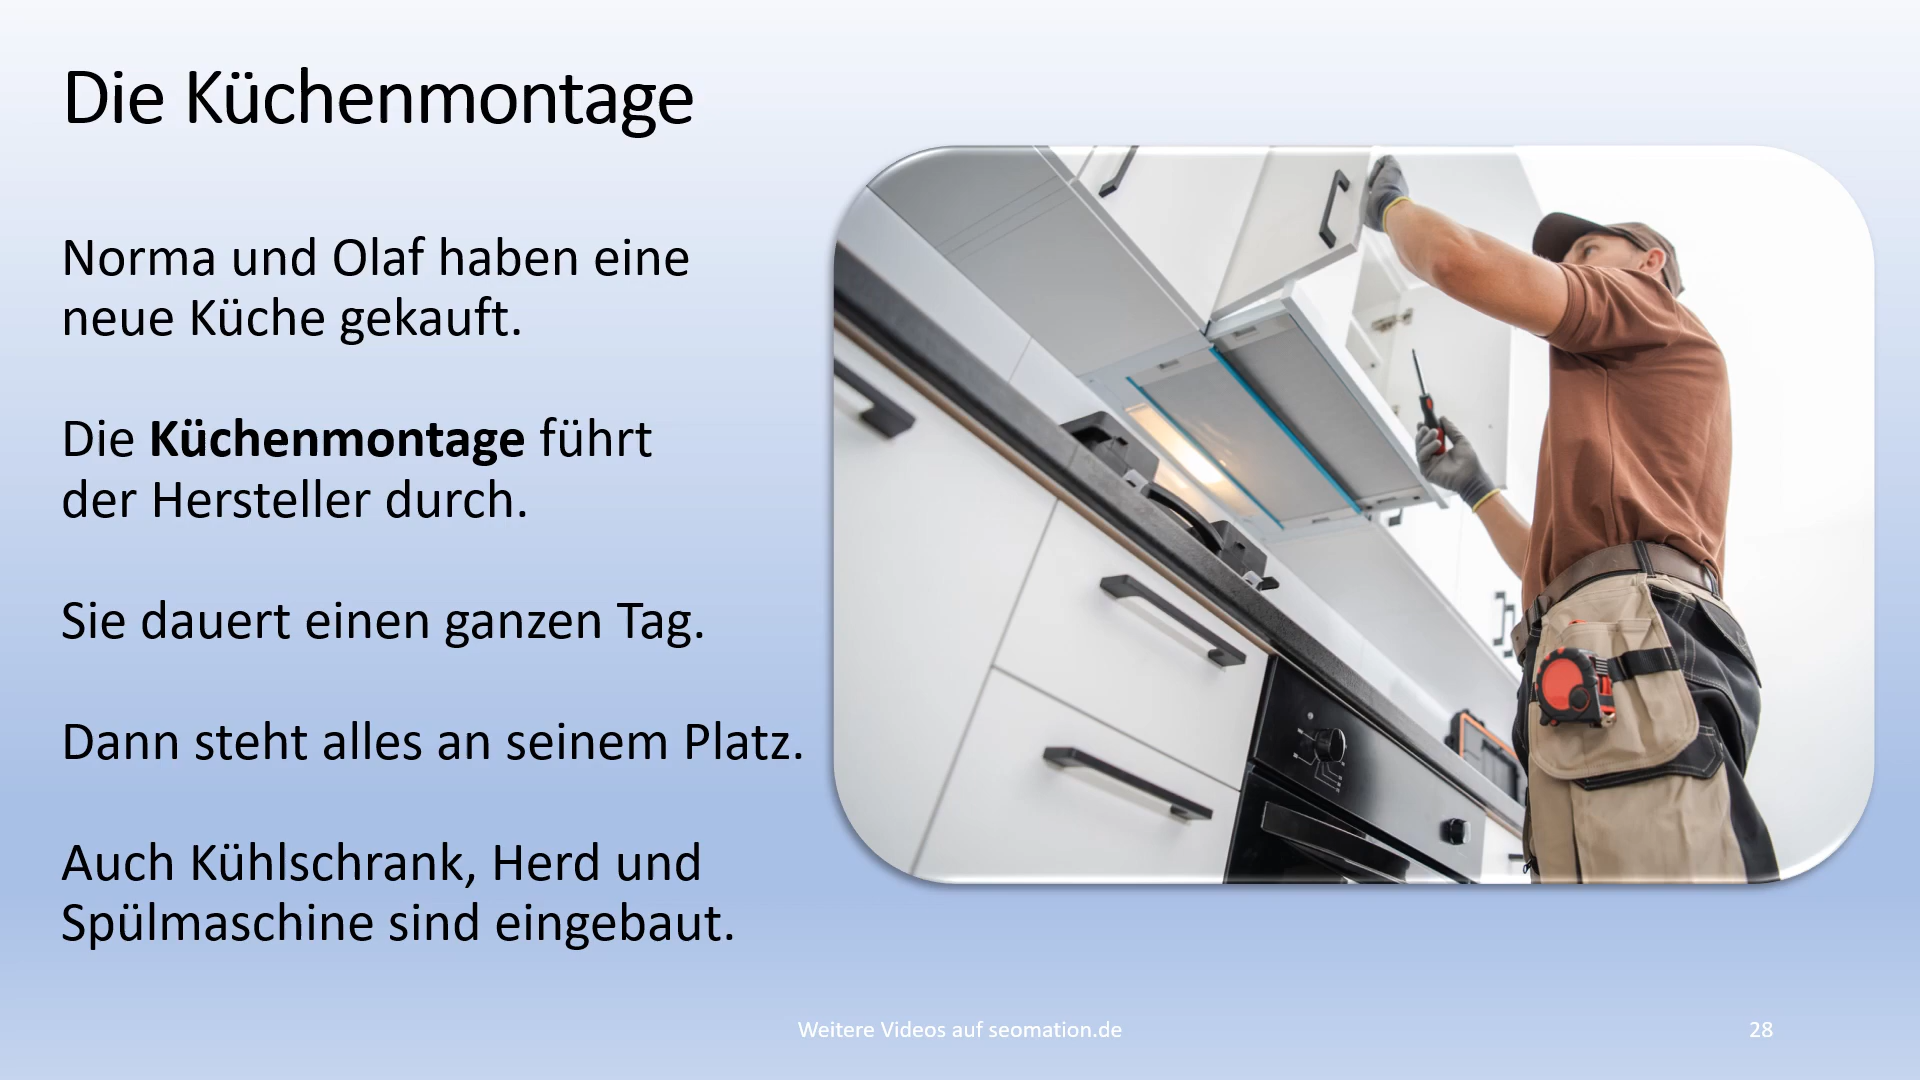 Die Küchenmontage
Norma und Olaf haben eine
neue Küche gekauft.
Die Küchenmontage führt
der Hersteller durch.
Sie dauert einen ganzen Tag.
Dann steht alles an seinem Platz.
Auch Kühlschrank, Herd und
Spülmaschine sind eingebaut.
Weitere Videos auf seomation.de
28